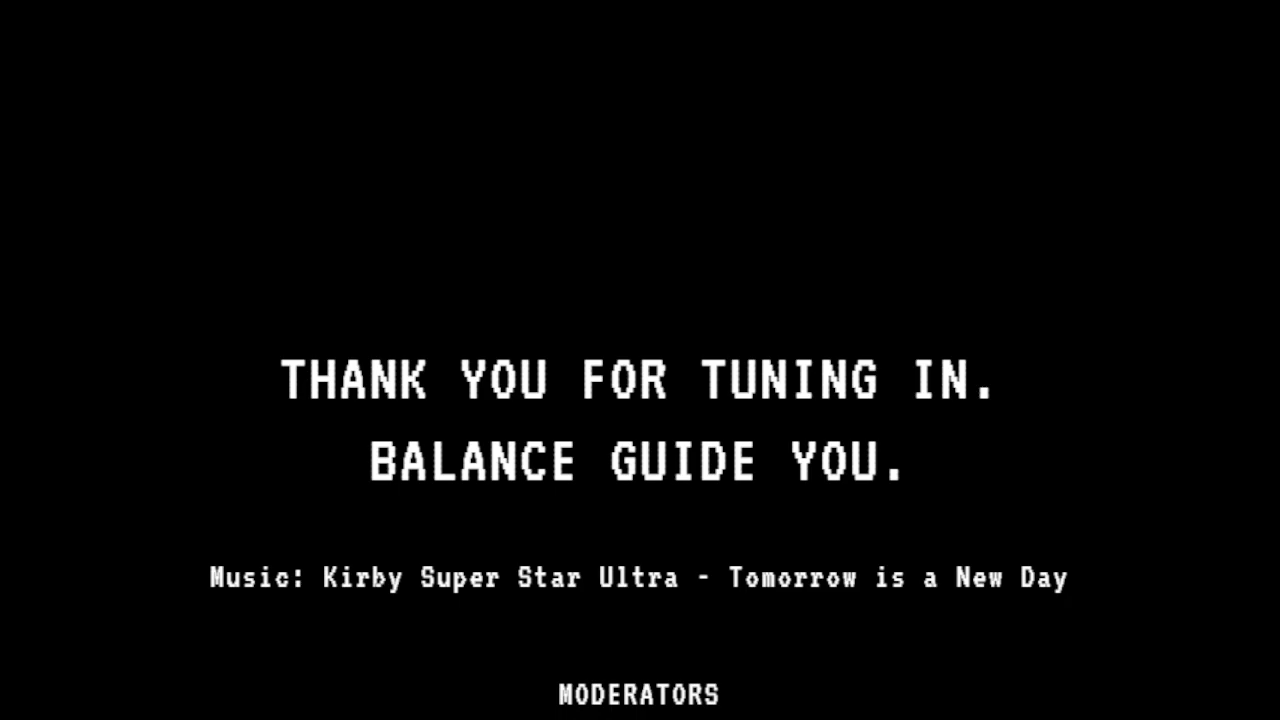 THANK YOU FOR TUNING IN.
BALANCE GUIDE YOU.
Music: Kirby Super Star Ultra - Tomorrow is a New Day
MODERATORS